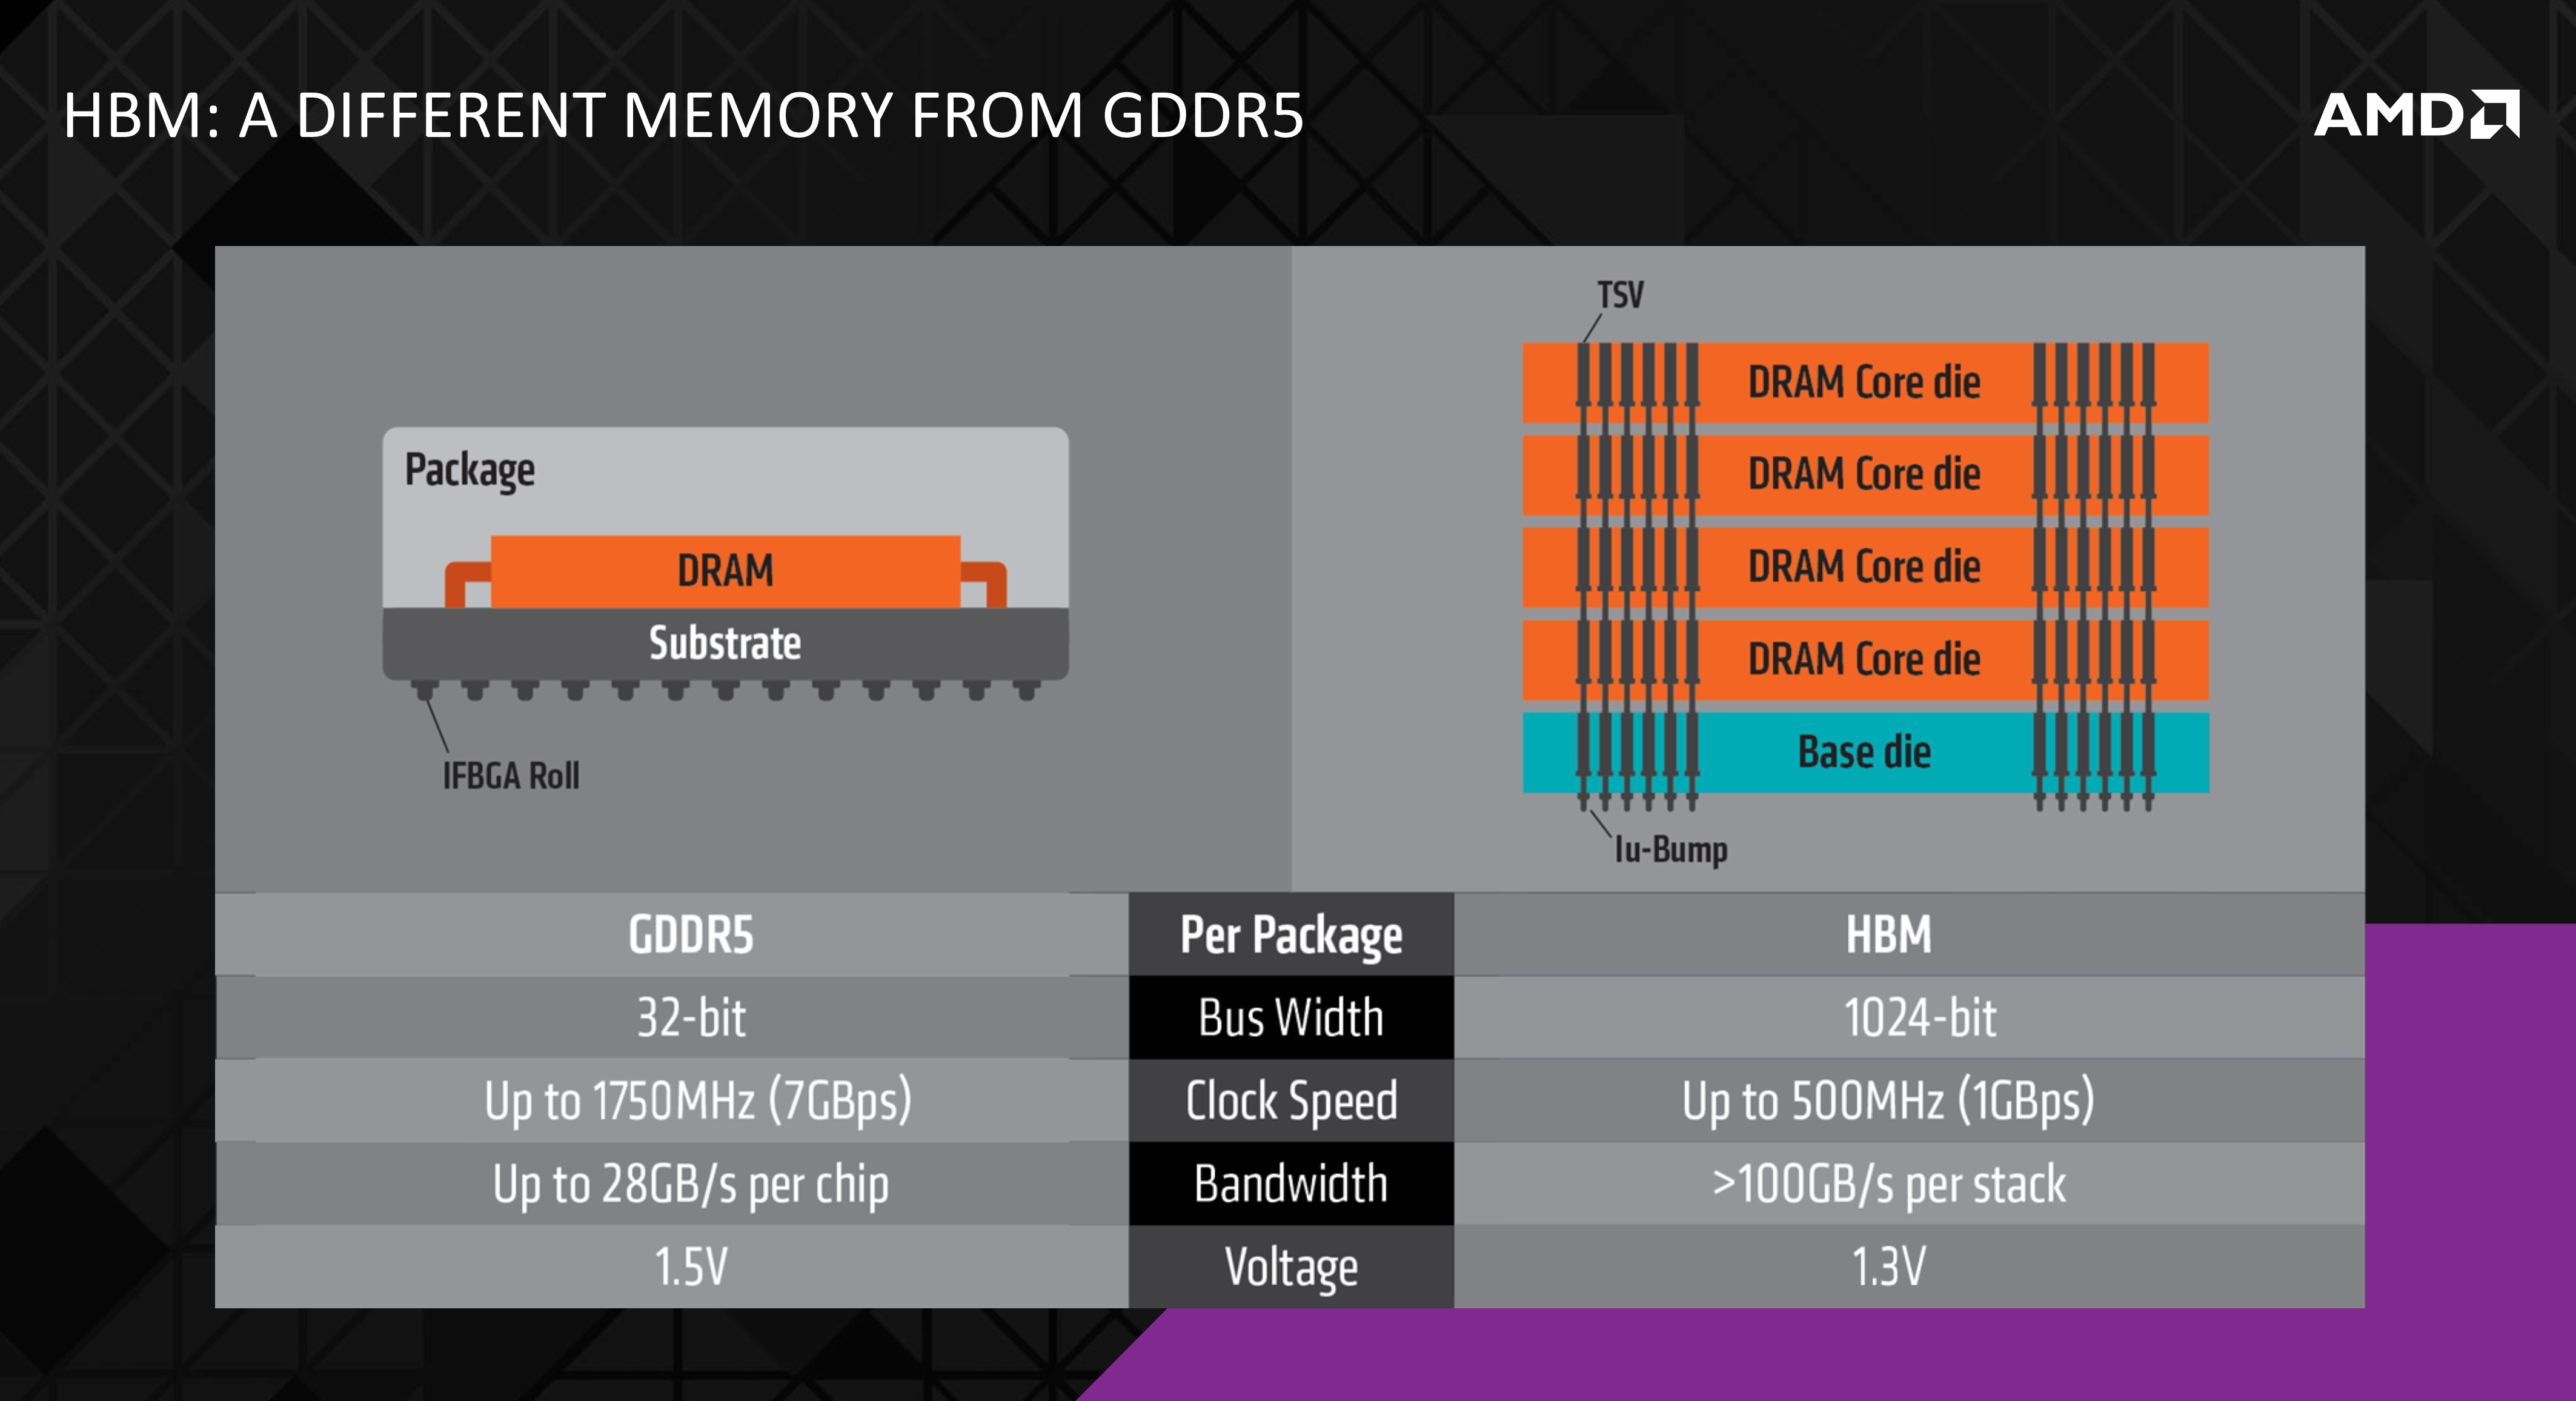 HBM: A DIFFERENT MEMORY FROM GDDR5
AMD
Package
DRAM
Substrate
IFBGA Roll
TSV
DRAM Core die
DRAM Core die
DRAM Core die
DRAM Core die
Base die
Iu-Bump
GDDR5 Per Package HBM
32-bit Bus Width 1024-bit
Up to 1750MHz (7GBps) Clock Speed Up to 500MHz (1GBps)
Up to 28GB/s per chip Bandwidth >100GB/s per stack
1.5V Voltage 1.3V